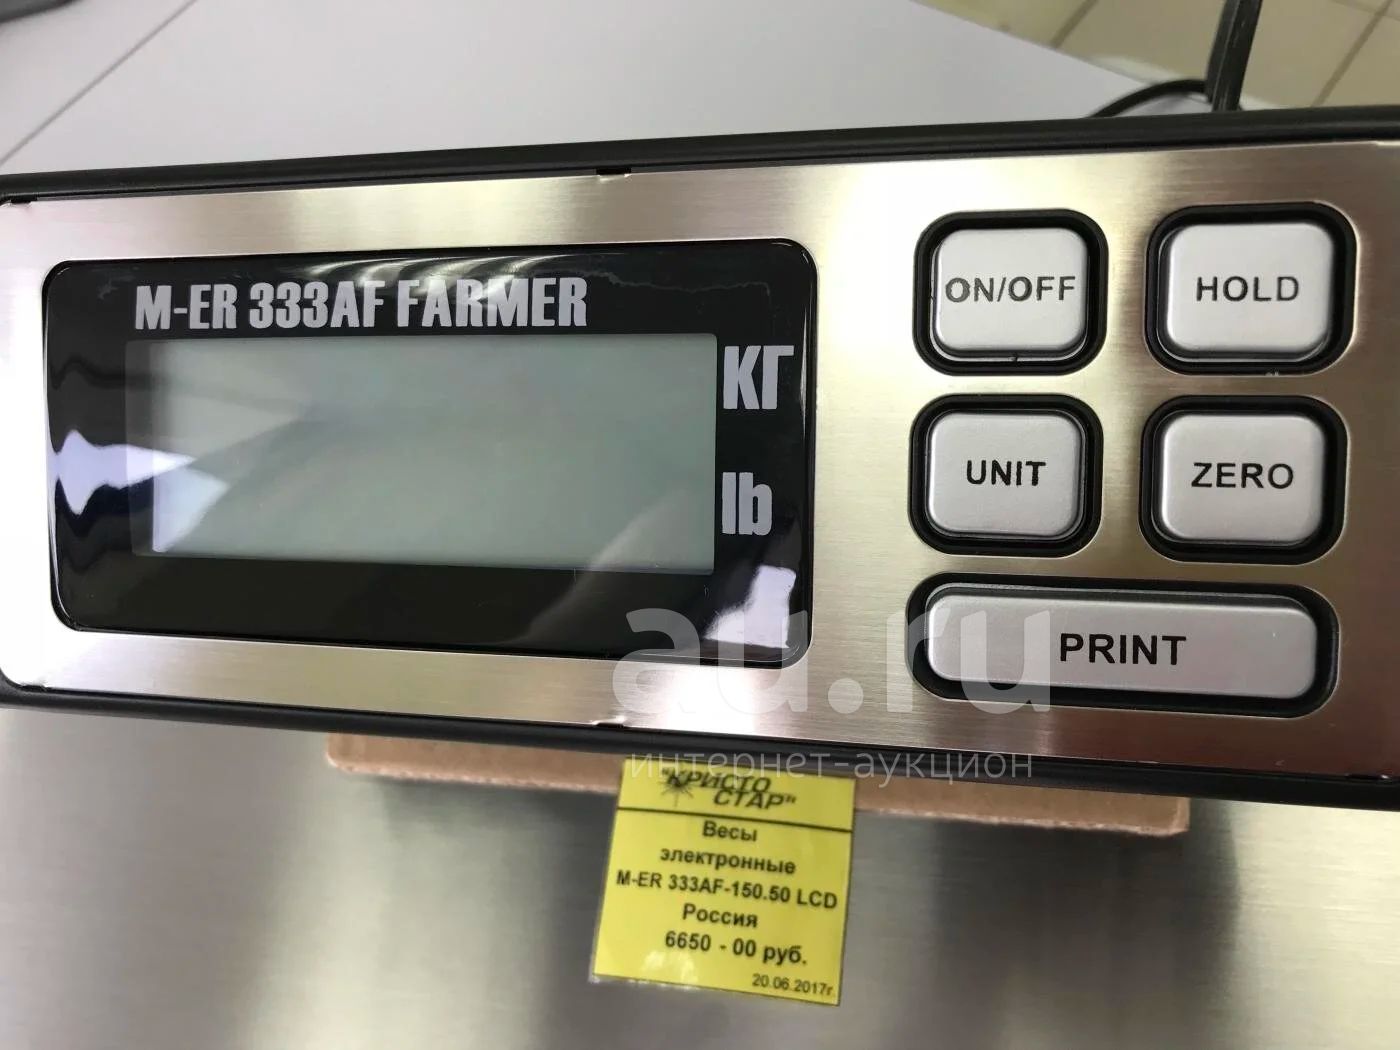 M-ER 333AF FARMER
КГ
lb
ON/OFF
HOLD
UNIT
ZERO
PRINT
au.ru
интернет-аукцион
"КРИСТО
СТАР"
Весы
электронные
M-ER 333AF-150.50 LCD
Россия
6650 - 00 руб.
20.06.2017г.